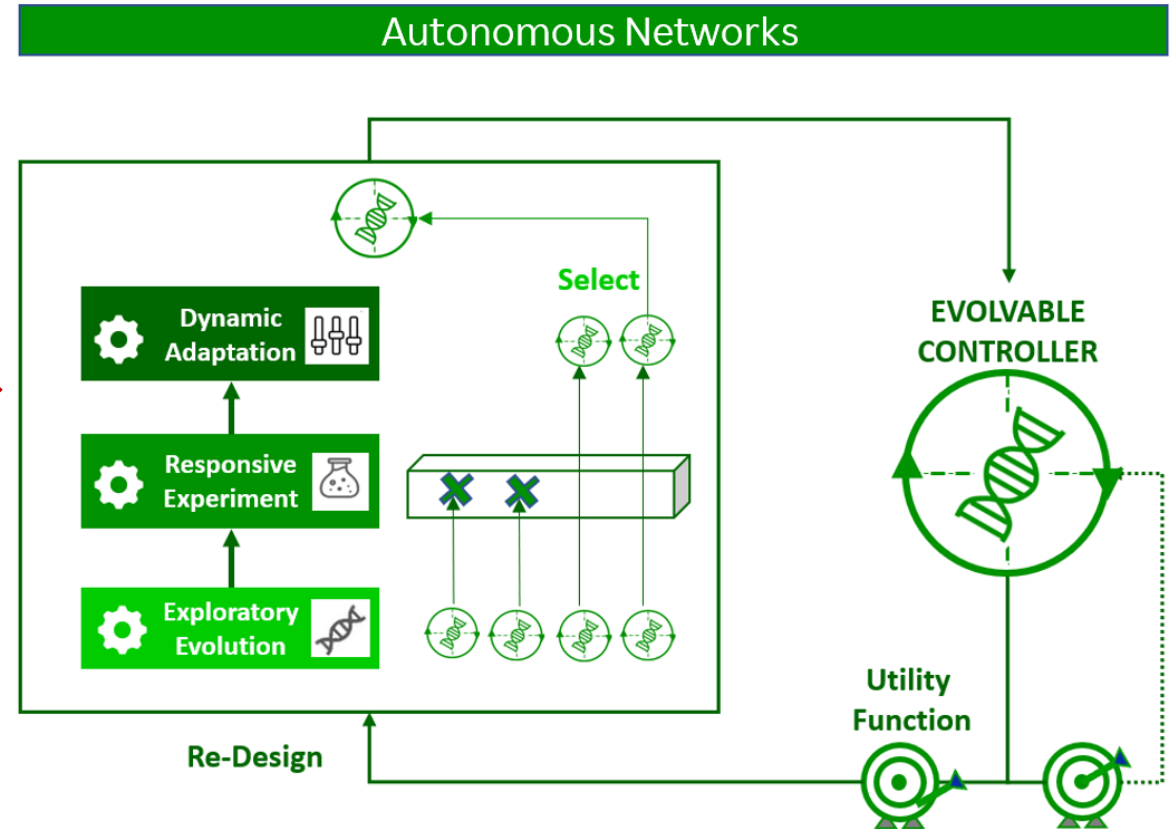 Autonomous Networks
Select
Dynamic
Adaptation
Responsive
Experiment
Exploratory
Evolution
Re-Design
EVOLVABLE
CONTROLLER
Utility
Function